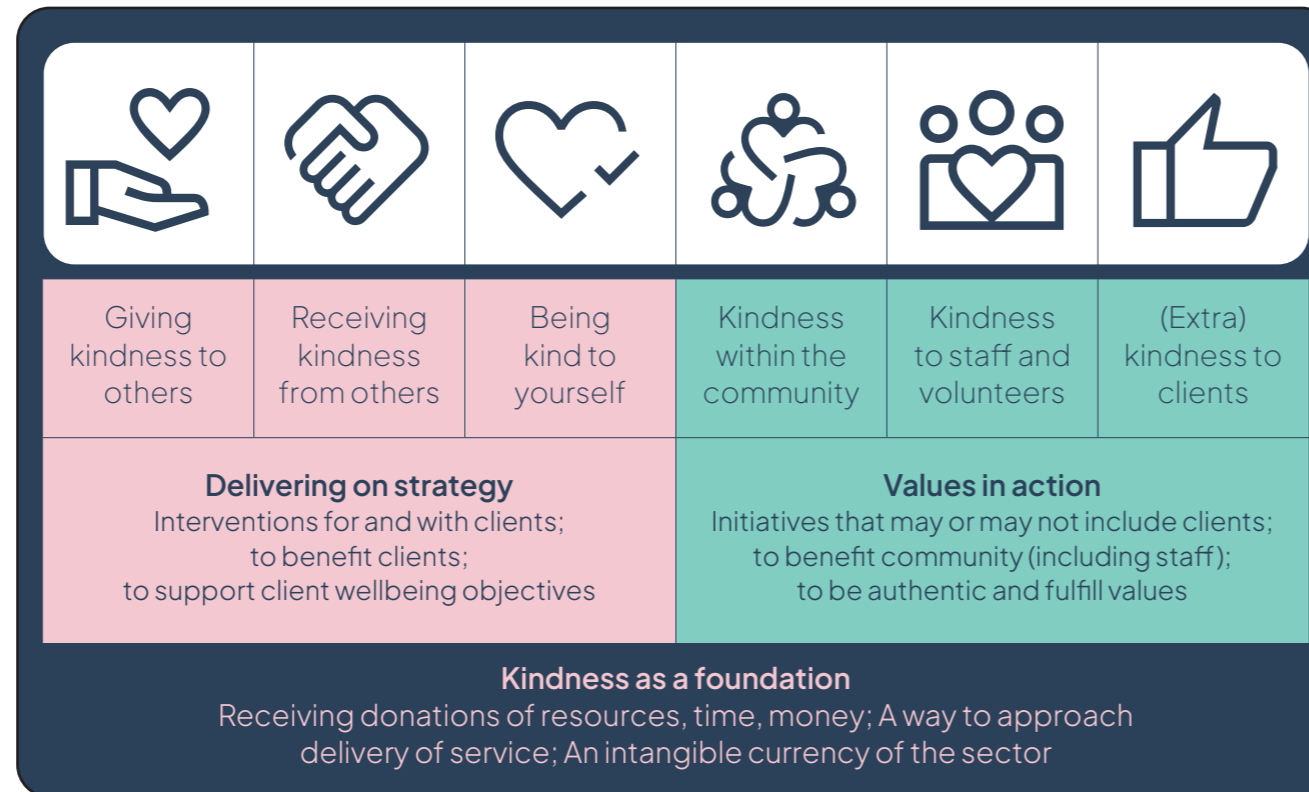 Giving
kindness to
others
Receiving
kindness
from others
Being
kind to
yourself
Kindness
within the
community
Kindness
to staff and
volunteers
(Extra)
kindness to
clients
Delivering on strategy
Interventions for and with clients;
to benefit clients;
to support client wellbeing objectives
Values in action
Initiatives that may or may not include clients;
to benefit community (including staff);
to be authentic and fulfill values
Kindness as a foundation
Receiving donations of resources, time, money; A way to approach
delivery of service; An intangible currency of the sector